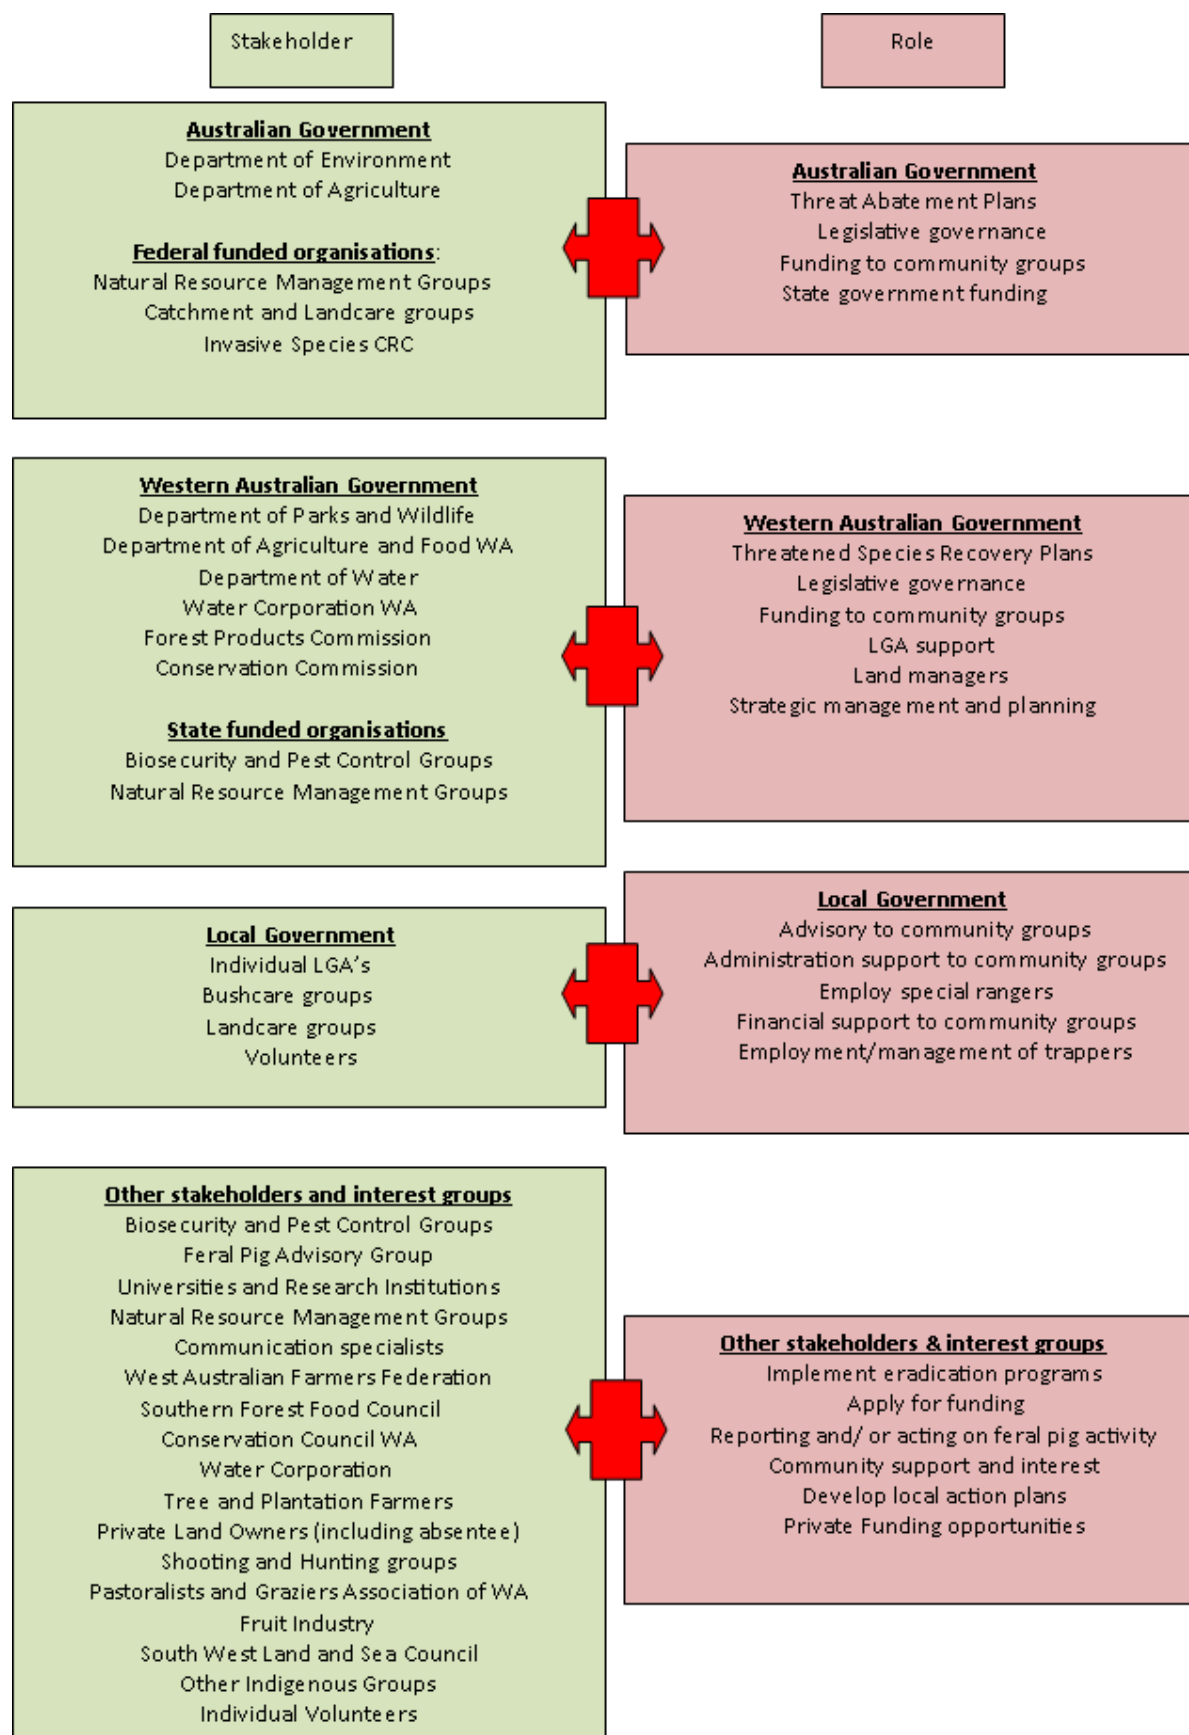 Stakeholder
Role
Australian Government
Department of Environment
Department of Agriculture
Federal funded organisations:
Natural Resource Management Groups
Catchment and Landcare groups
Invasive Species CRC
Australian Government
Threat Abatement Plans
Legislative governance
Funding to community groups
State government funding
Western Australian Government
Department of Parks and Wildlife
Department of Agriculture and Food WA
Department of Water
Water Corporation WA
Forest Products Commission
Conservation Commission
State funded organisations
Biosecurity and Pest Control Groups
Natural Resource Management Groups
Western Australian Government
Threatened Species Recovery Plans
Legislative governance
Funding to community groups
LGA support
Land managers
Strategic management and planning
Local Government
Individual LGA's
Bushcare groups
Landcare groups
Volunteers
Local Government
Advisory to community groups
Administration support to community groups
Employ special rangers
Financial support to community groups
Employment/management of trappers
Other stakeholders and interest groups
Biosecurity and Pest Control Groups
Feral Pig Advisory Group
Universities and Research Institutions
Natural Resource Management Groups
Communication specialists
West Australian Farmers Federation
Southern Forest Food Council
Conservation Council WA
Water Corporation
Tree and Plantation Farmers
Private Land Owners (including absentee)
Shooting and Hunting groups
Pastoralists and Graziers Association of WA
Fruit Industry
South West Land and Sea Council
Other Indigenous Groups
Individual Volunteers
Other stakeholders & interest groups
Implement eradication programs
Apply for funding
Reporting and/ or acting on feral pig activity
Community support and interest
Develop local action plans
Private Funding opportunities